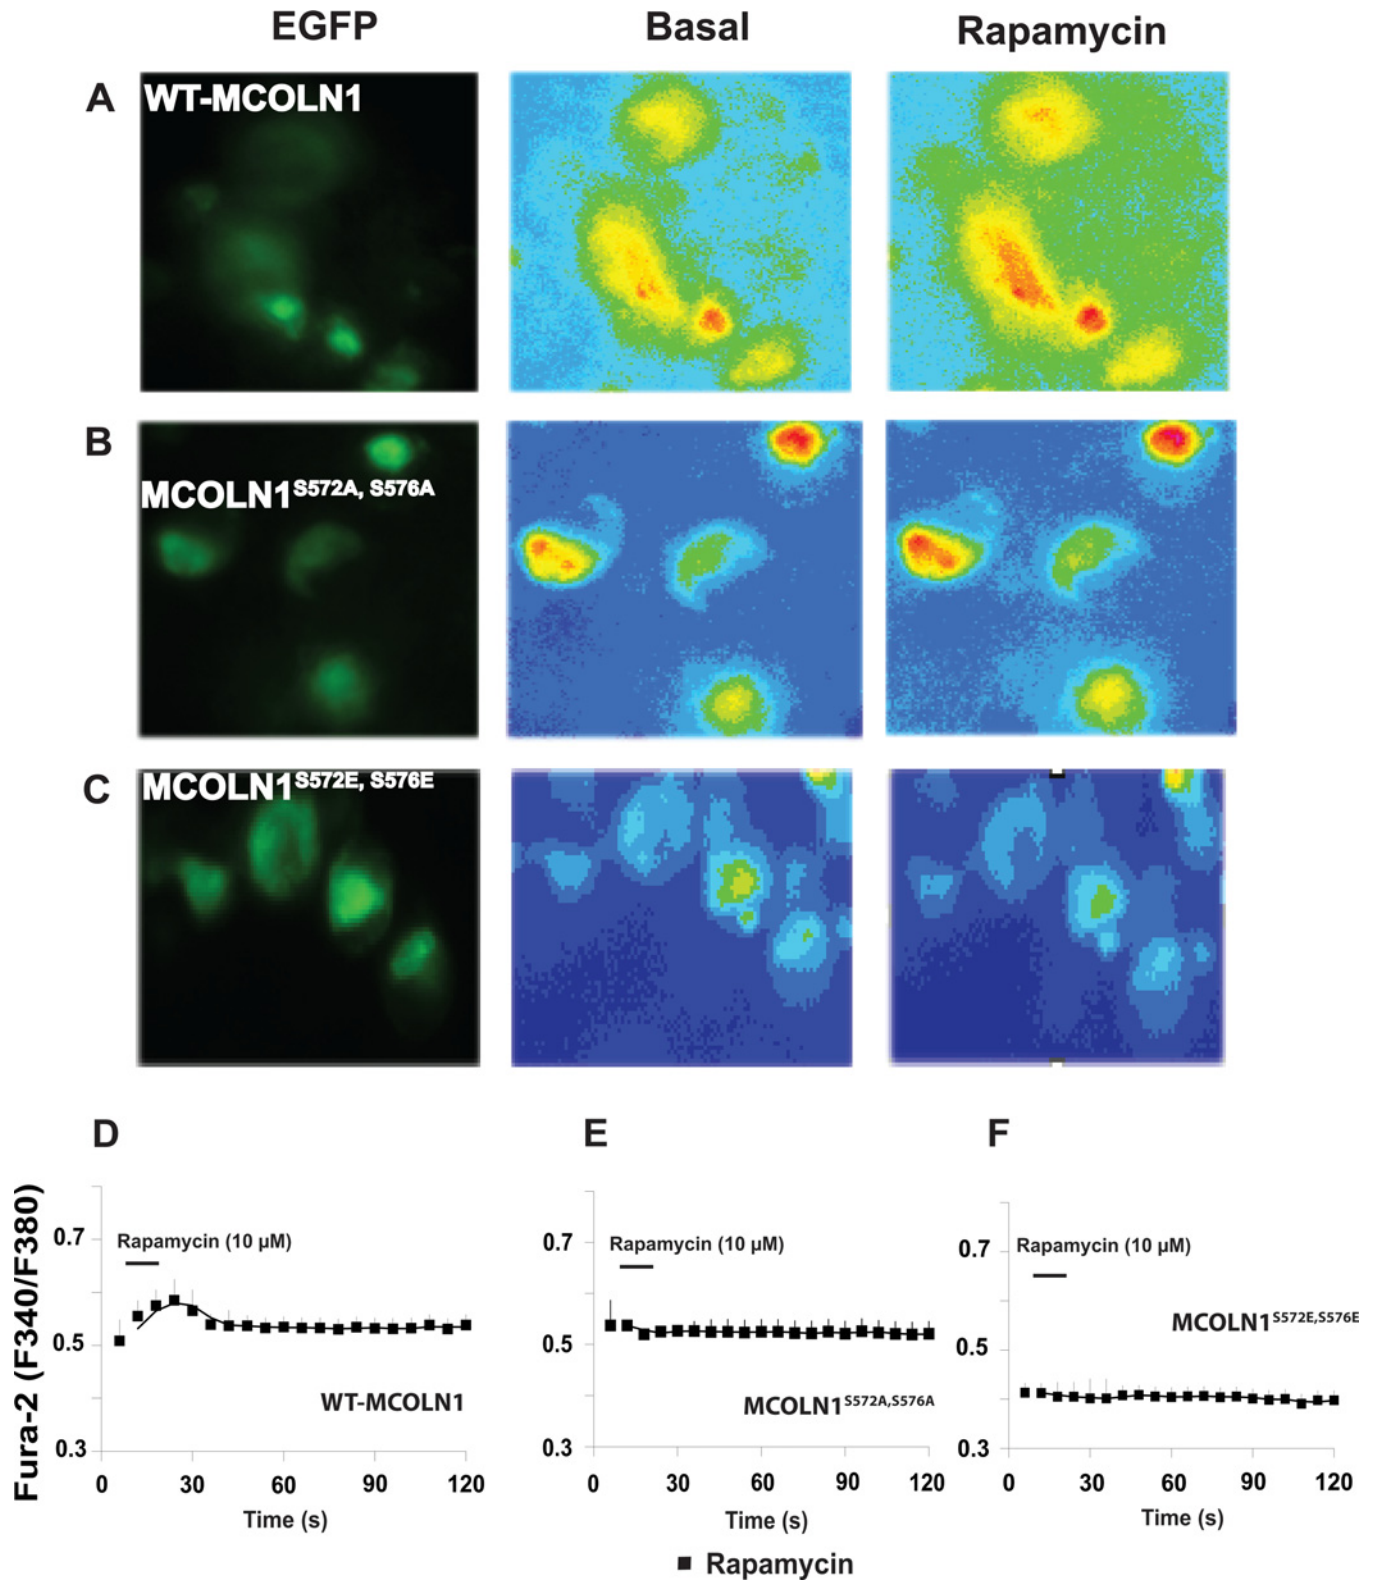 EGFP Basal Rapamycin
A WT-MCOLN1
B
MCOLN1S572A, S576A
C MCOLN1S572E, S576E
D E F
Fura-2 (F340/F380)
0.7
0.5
0.3
Rapamycin (10 µM)
WT-MCOLN1
0 30 60 90 120
Time (s)
0.7
0.5
0.3
Rapamycin (10 µM)
MCOLN1S572A,S576A
0 30 60 90 120
Time (s)
0.7
0.5
0.3
Rapamycin (10 µM)
MCOLN1S572E,S576E
0 30 60 90 120
Time (s)
■ Rapamycin